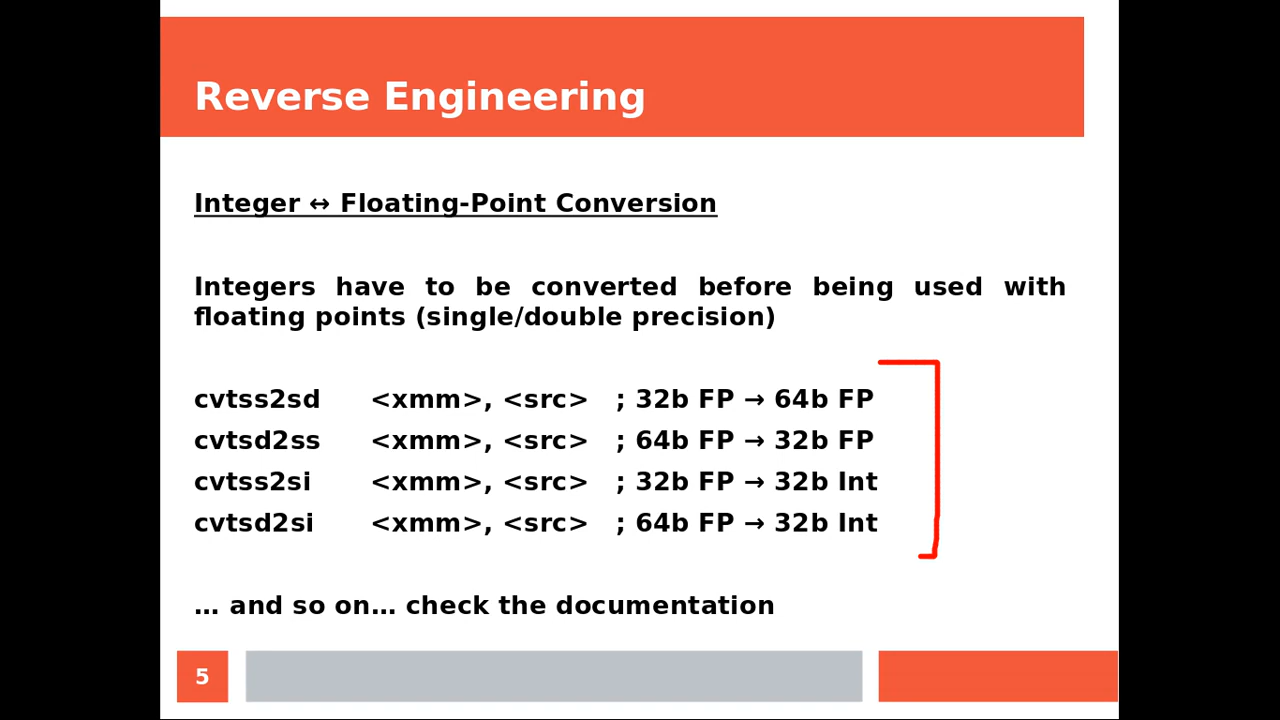 Reverse Engineering
Integer ↔ Floating-Point Conversion
Integers have to be converted before being used with
floating points (single/double precision)
cvtss2sd <xmm>, <src> ; 32b FP → 64b FP
cvtsd2ss <xmm>, <src> ; 64b FP → 32b FP
cvtss2si <xmm>, <src> ; 32b FP → 32b Int
cvtsd2si <xmm>, <src> ; 64b FP → 32b Int
… and so on… check the documentation
5